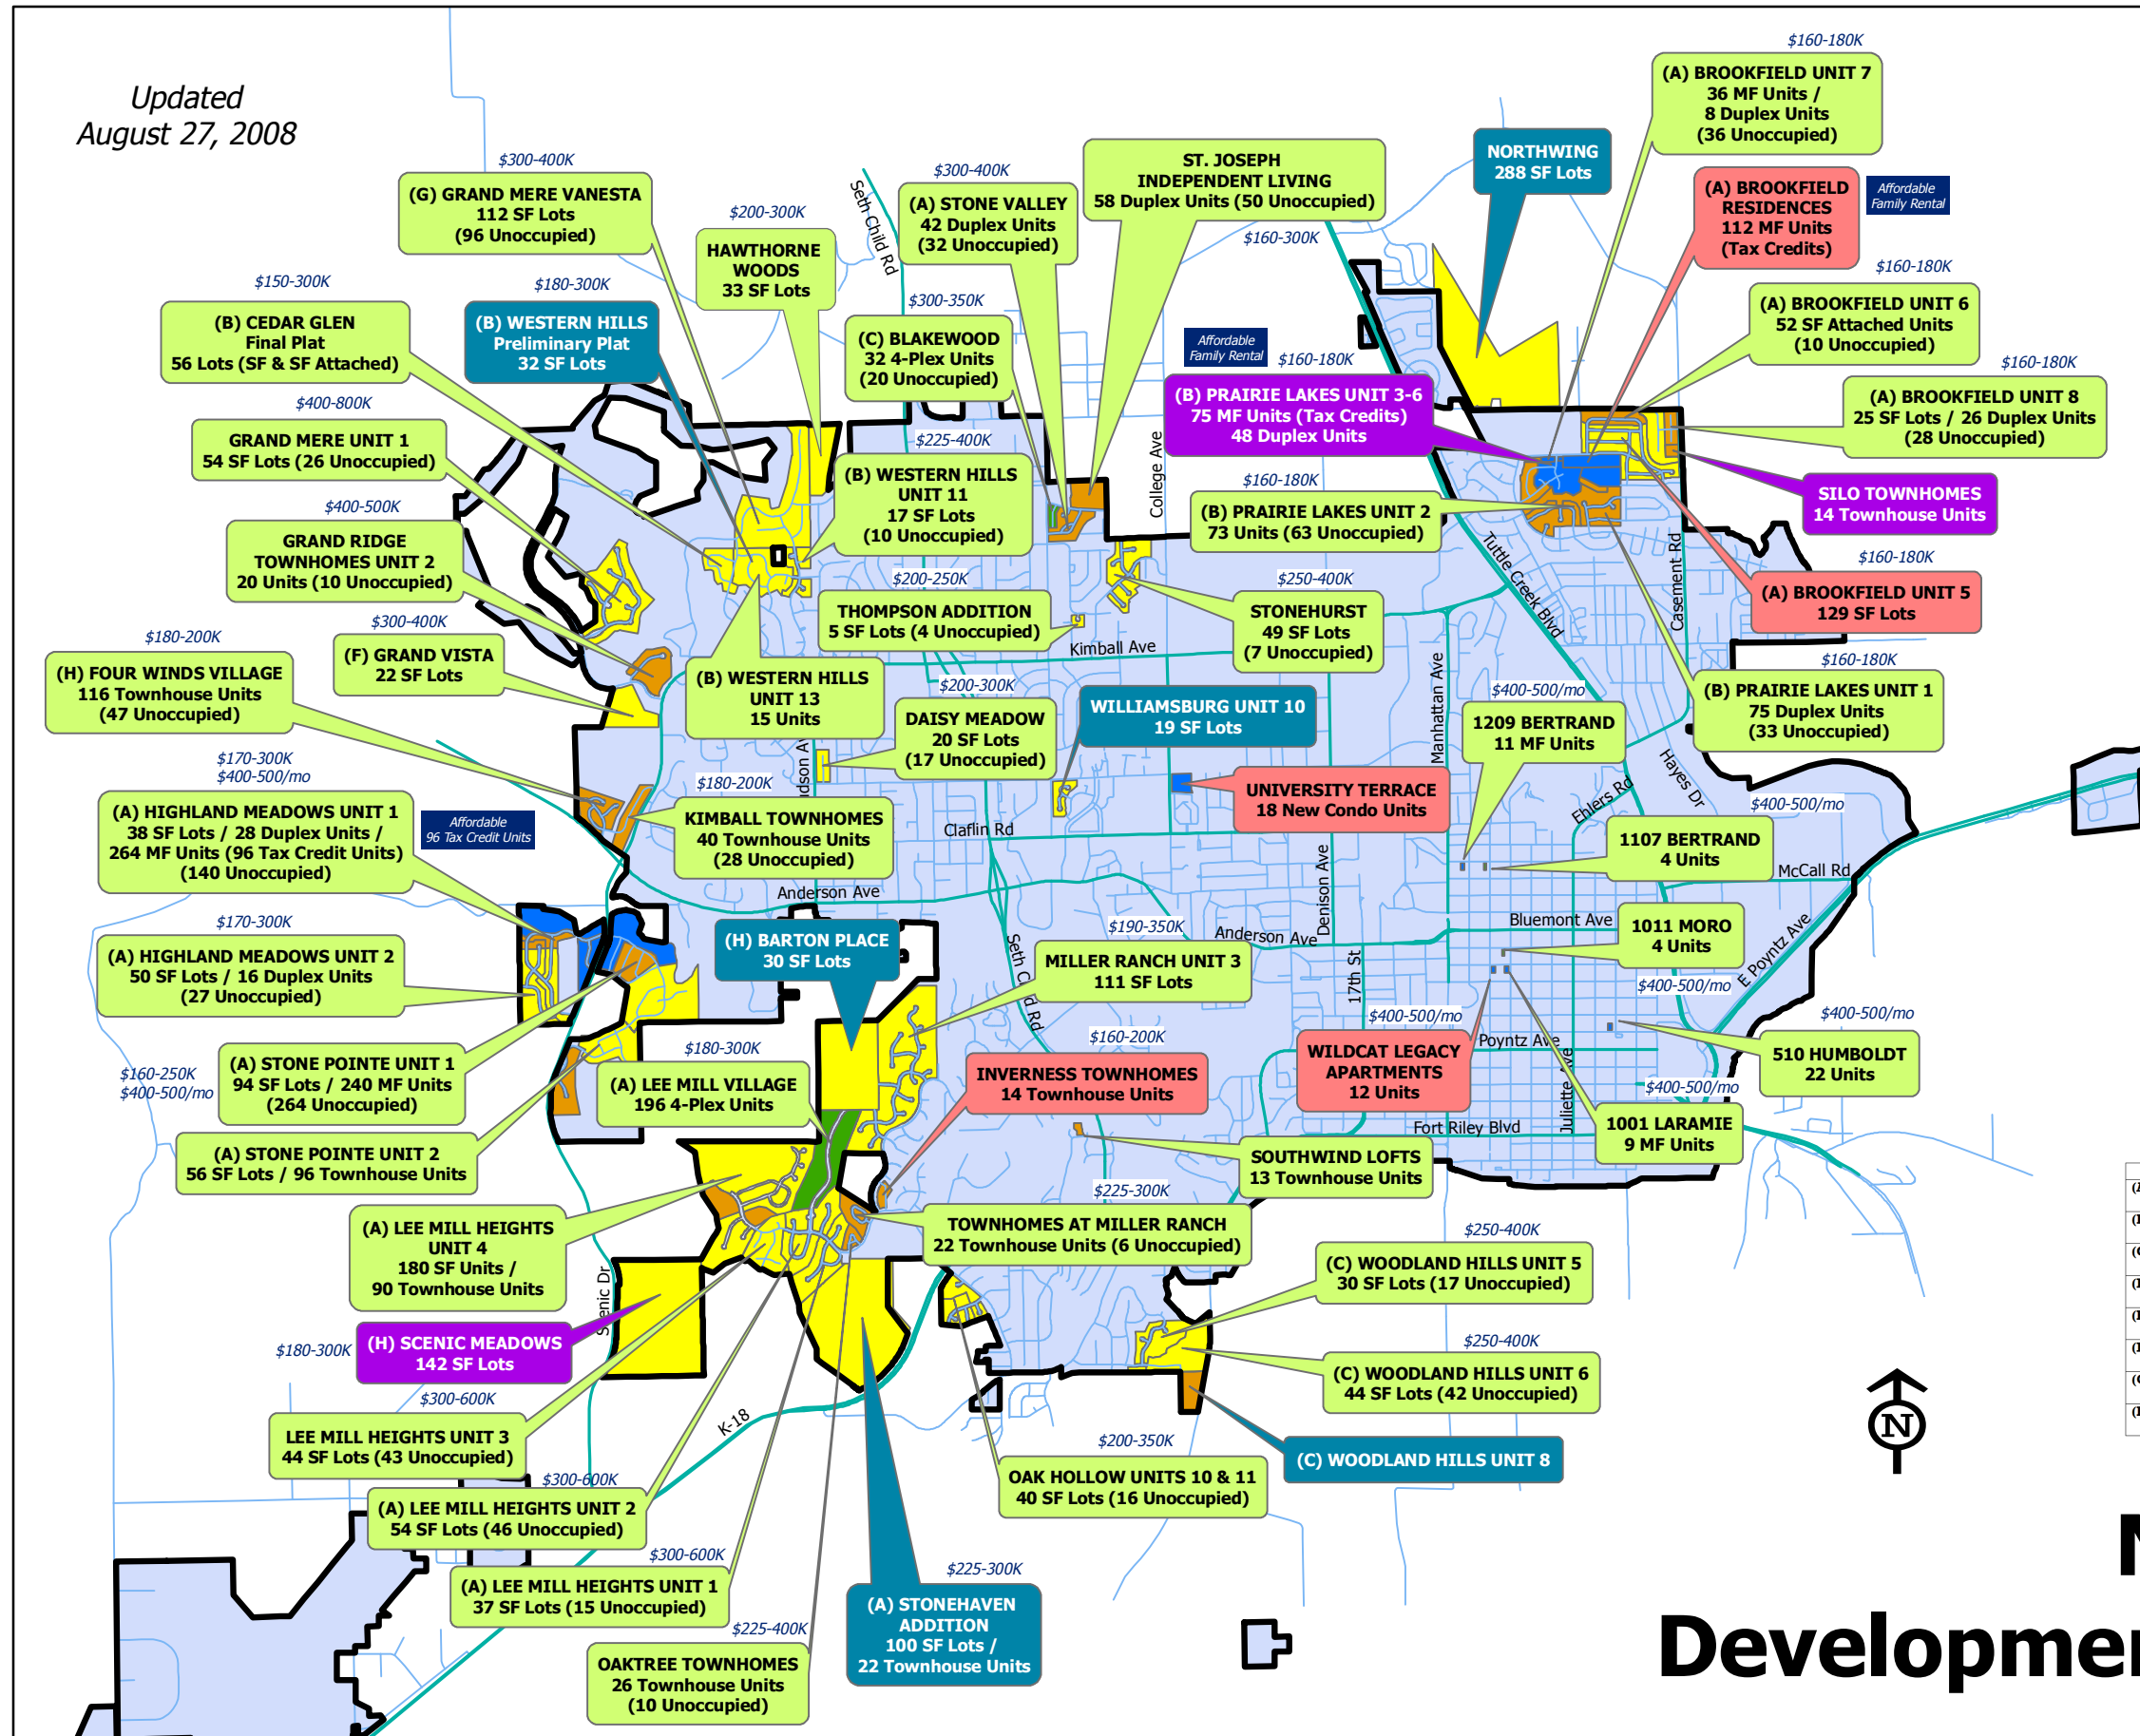 Updated
August 27, 2008
$300-400K
(G) GRAND MERE VANESTA
112 SF Lots
(96 Unoccupied)
$200-300K
HAWTHORNE
WOODS
33 SF Lots
Seth Child Rd
$300-400K
(A) STONE VALLEY
42 Duplex Units
(32 Unoccupied)
ST. JOSEPH
INDEPENDENT LIVING
58 Duplex Units (50 Unoccupied)
$160-300K
NORTHWING
288 SF Lots
$160-180K
(A) BROOKFIELD UNIT 7
36 MF Units /
8 Duplex Units
(36 Unoccupied)
(A) BROOKFIELD
RESIDENCES
112 MF Units
(Tax Credits)
Affordable
Family Rental
$160-180K
(A) BROOKFIELD UNIT 6
52 SF Attached Units
(10 Unoccupied)
$160-180K
(A) BROOKFIELD UNIT 8
25 SF Lots / 26 Duplex Units
(28 Unoccupied)
SILO TOWNHOMES
14 Townhouse Units
$160-180K
(A) BROOKFIELD UNIT 5
129 SF Lots
$160-180K
(B) PRAIRIE LAKES UNIT 1
75 Duplex Units
(33 Unoccupied)
$150-300K
(B) CEDAR GLEN
Final Plat
56 Lots (SF & SF Attached)
$180-300K
(B) WESTERN HILLS
Preliminary Plat
32 SF Lots
$300-350K
(C) BLAKEWOOD
32 4-Plex Units
(20 Unoccupied)
Affordable
Family Rental
$160-180K
(B) PRAIRIE LAKES UNIT 3-6
75 MF Units (Tax Credits)
48 Duplex Units
$160-180K
(B) PRAIRIE LAKES UNIT 2
73 Units (63 Unoccupied)
$400-800K
GRAND MERE UNIT 1
54 SF Lots (26 Unoccupied)
$225-400K
(B) WESTERN HILLS
UNIT 11
17 SF Lots
(10 Unoccupied)
College Ave
$400-500K
GRAND RIDGE
TOWNHOMES UNIT 2
20 Units (10 Unoccupied)
$200-250K
THOMPSON ADDITION
5 SF Lots (4 Unoccupied)
$250-400K
STONEHURST
49 SF Lots
(7 Unoccupied)
Tuttle Creek Blvd
Casement Rd
Kimball Ave
$300-400K
(F) GRAND VISTA
22 SF Lots
$180-200K
(H) FOUR WINDS VILLAGE
116 Townhouse Units
(47 Unoccupied)
(B) WESTERN HILLS
UNIT 13
15 Units
$200-300K
DAISY MEADOW
20 SF Lots
(17 Unoccupied)
WILLIAMSBURG UNIT 10
19 SF Lots
Manhattan Ave
$400-500/mo
1209 BERTRAND
11 MF Units
Hayes Dr
Ehlers Rd
$170-300K
$400-500/mo
(A) HIGHLAND MEADOWS UNIT 1
38 SF Lots / 28 Duplex Units /
264 MF Units (96 Tax Credit Units)
(140 Unoccupied)
Affordable
96 Tax Credit Units
$180-200K
KIMBALL TOWNHOMES
40 Townhouse Units
(28 Unoccupied)
UNIVERSITY TERRACE
18 New Condo Units
Claflin Rd
$400-500/mo
1107 BERTRAND
4 Units
McCall Rd
Anderson Ave
Denison Ave
Bluemont Ave
1011 MORO
4 Units
E Poyntz Ave
$170-300K
(A) HIGHLAND MEADOWS UNIT 2
50 SF Lots / 16 Duplex Units
(27 Unoccupied)
(H) BARTON PLACE
30 SF Lots
$190-350K
Anderson Ave
MILLER RANCH UNIT 3
111 SF Lots
17th St
$400-500/mo
$400-500/mo
WILDCAT LEGACY
APARTMENTS
12 Units
Poyntz Ave
Juliette Ave
$400-500/mo
510 HUMBOLDT
22 Units
$400-500/mo
1001 LARAMIE
9 MF Units
Fort Riley Blvd
(A) STONE POINTE UNIT 1
94 SF Lots / 240 MF Units
(264 Unoccupied)
$160-250K
$400-500/mo
$180-300K
(A) LEE MILL VILLAGE
196 4-Plex Units
$160-200K
INVERNESS TOWNHOMES
14 Townhouse Units
(A) STONE POINTE UNIT 2
56 SF Lots / 96 Townhouse Units
SOUTHWIND LOFTS
13 Townhouse Units
$225-300K
TOWNHOMES AT MILLER RANCH
22 Townhouse Units (6 Unoccupied)
(A) LEE MILL HEIGHTS
UNIT 4
180 SF Units /
90 Townhouse Units
$250-400K
(C) WOODLAND HILLS UNIT 5
30 SF Lots (17 Unoccupied)
$180-300K
(H) SCENIC MEADOWS
142 SF Lots
$250-400K
(C) WOODLAND HILLS UNIT 6
44 SF Lots (42 Unoccupied)
$300-600K
LEE MILL HEIGHTS UNIT 3
44 SF Lots (43 Unoccupied)
K-18
$200-350K
OAK HOLLOW UNITS 10 & 11
40 SF Lots (16 Unoccupied)
(C) WOODLAND HILLS UNIT 8
N
$300-600K
(A) LEE MILL HEIGHTS UNIT 2
54 SF Lots (46 Unoccupied)
$300-600K
(A) LEE MILL HEIGHTS UNIT 1
37 SF Lots (15 Unoccupied)
$225-300K
(A) STONEHAVEN
ADDITION
100 SF Lots /
22 Townhouse Units
$225-400K
OAKTREE TOWNHOMES
26 Townhouse Units
(10 Unoccupied)